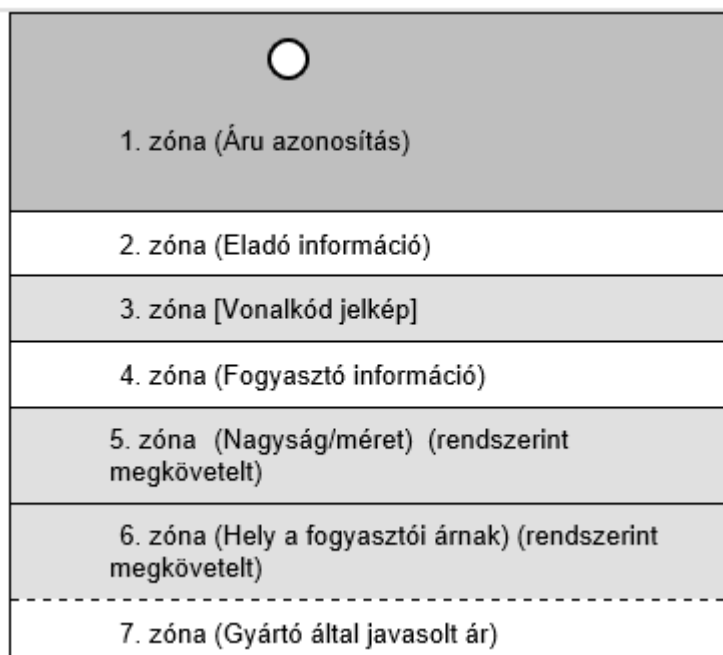 1. zóna (Áru azonosítás)
2. zóna (Eladó információ)
3. zóna [Vonalkód jelkép]
4. zóna (Fogyasztó információ)
5. zóna (Nagyság/méret) (rendszerint
megkövetelt)
6. zóna (Hely a fogyasztói árnak) (rendszerint
megkövetelt)
7. zóna (Gyártó által javasolt ár)